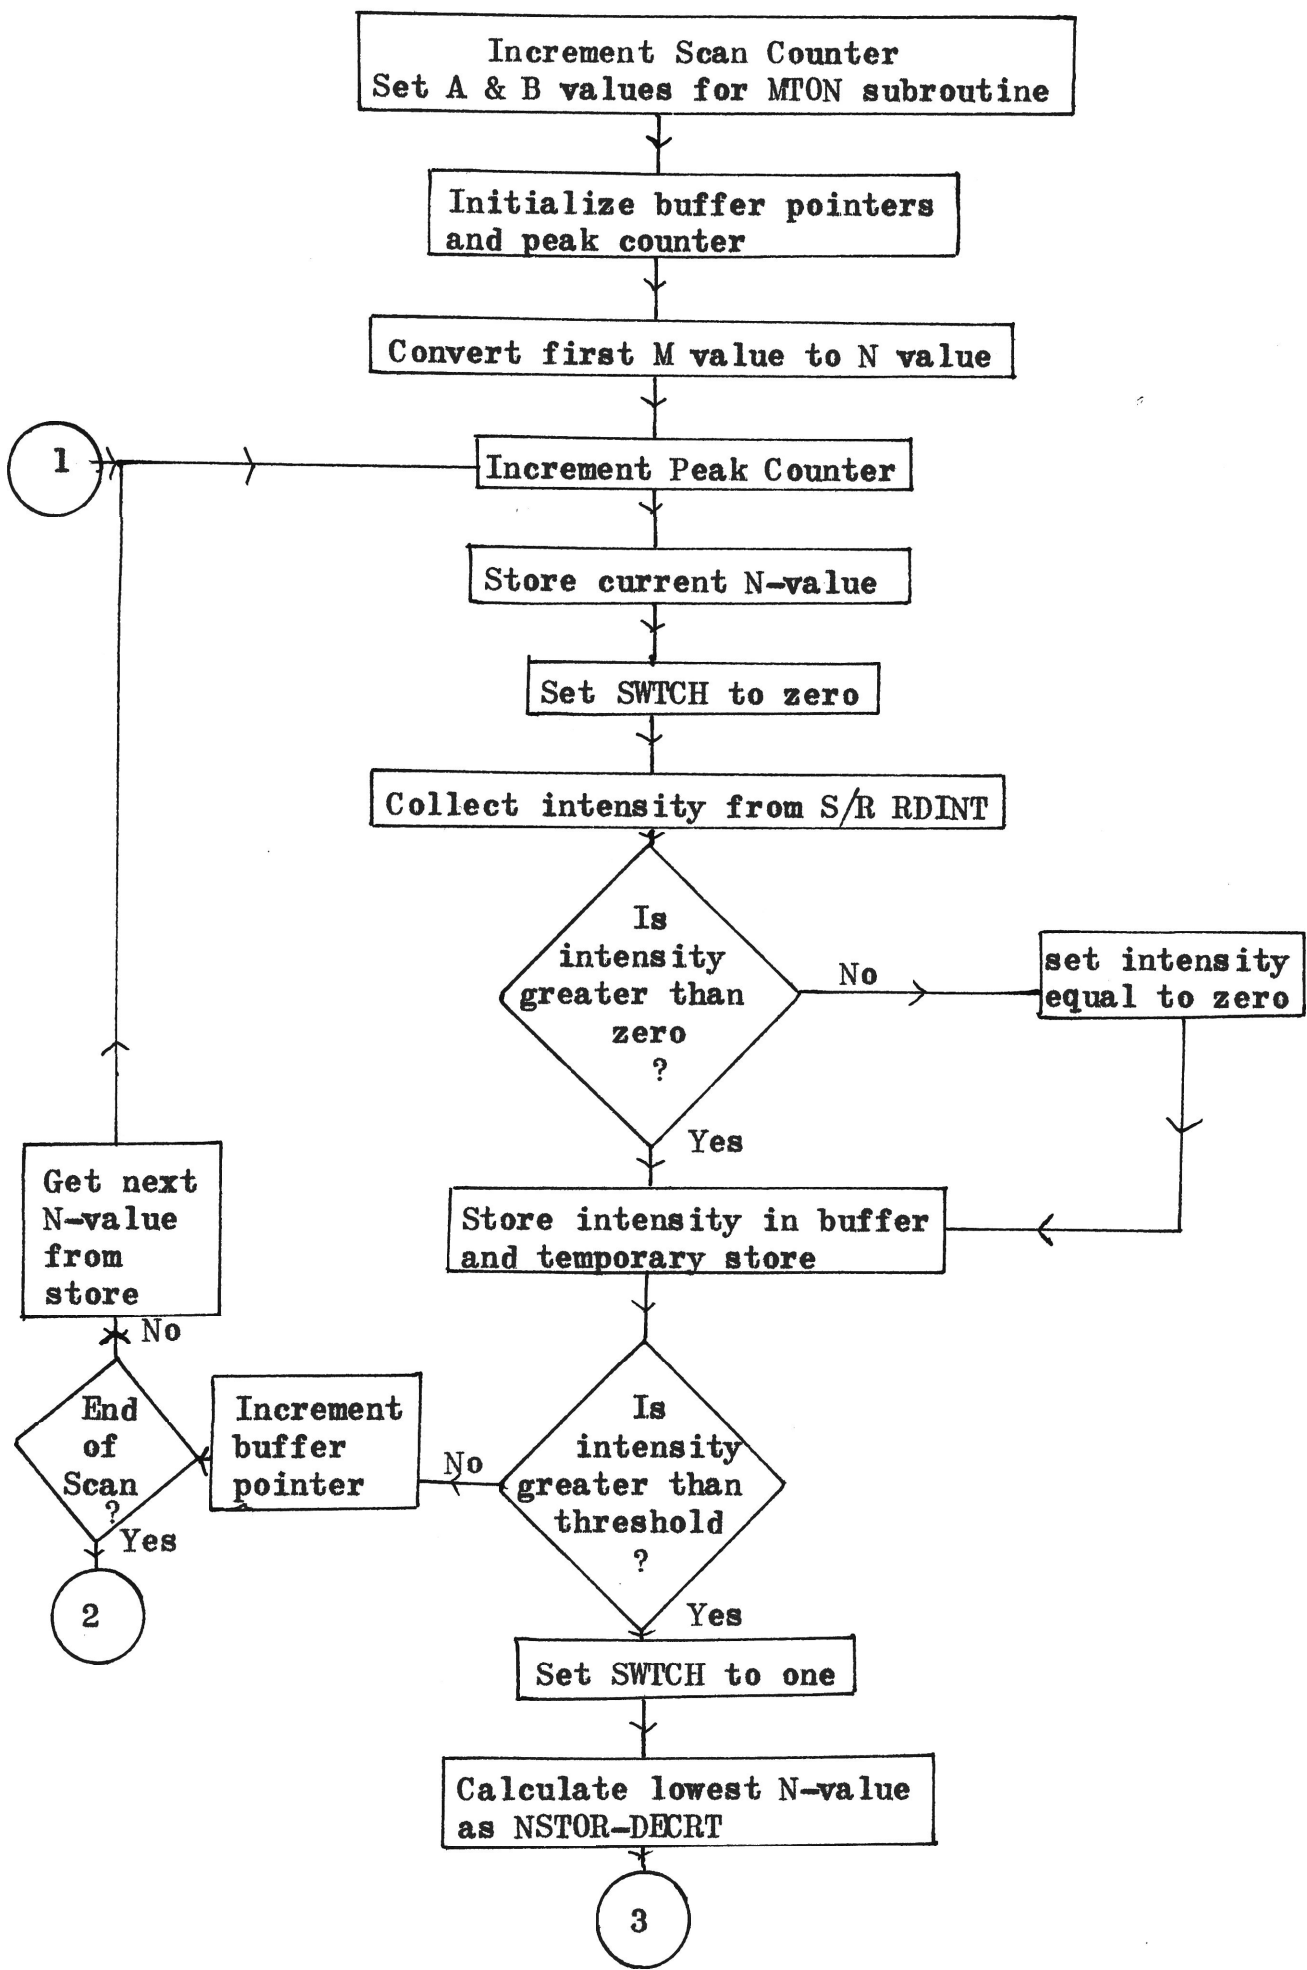 Increment Scan Counter
Set A & B values for MTON subroutine
Initialize buffer pointers
and peak counter
Convert first M value to N value
1
Increment Peak Counter
Store current N-value
Set SWTCH to zero
Collect intensity from S/R RDINT
Is
intensity
greater than
zero
?
No
set intensity
equal to zero
Yes
Store intensity in buffer
and temporary store
Is
intensity
greater than
threshold
?
No
Increment
buffer
pointer
End
of
Scan
?
No
Get next
N-value
from
store
Yes
2
Yes
Set SWTCH to one
Calculate lowest N-value
as NSTOR-DECRT
3